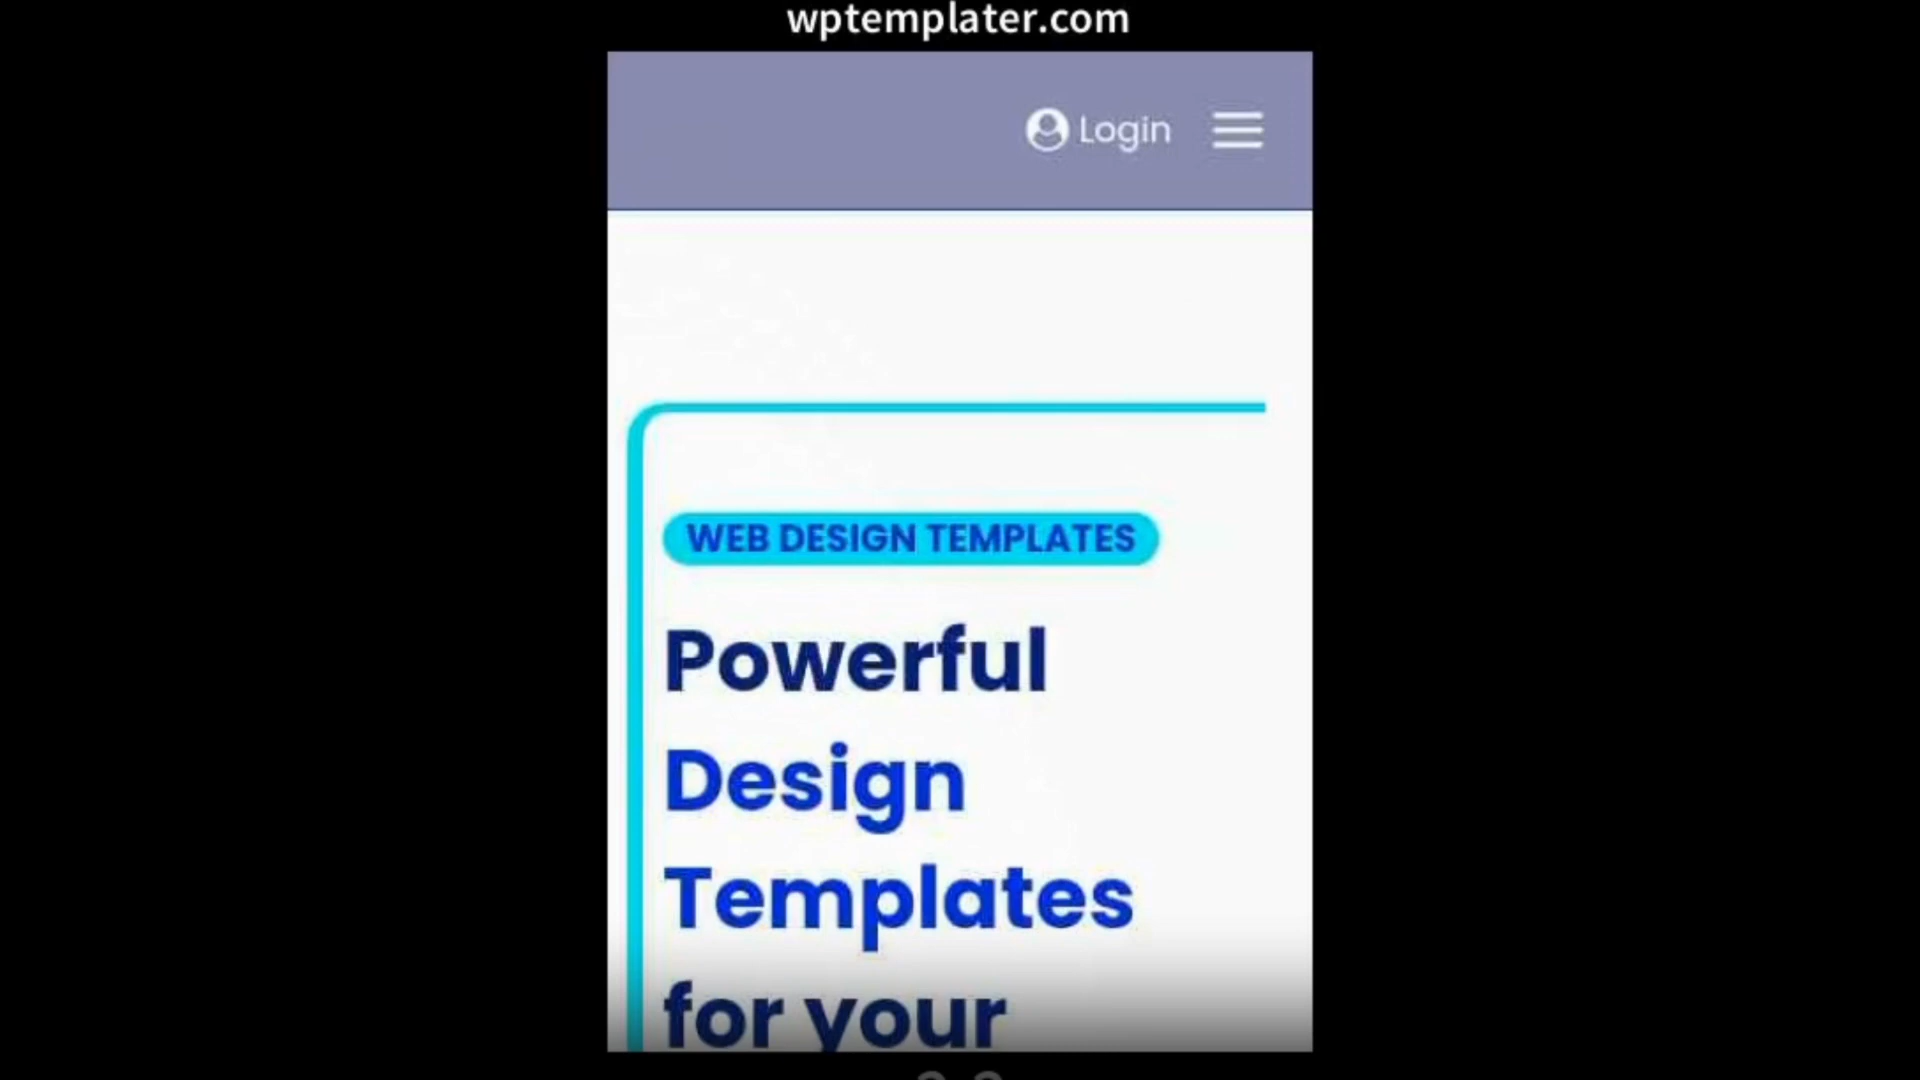 wptemplater.com
Login
WEB DESIGN TEMPLATES
Powerful
Design
Templates
for your